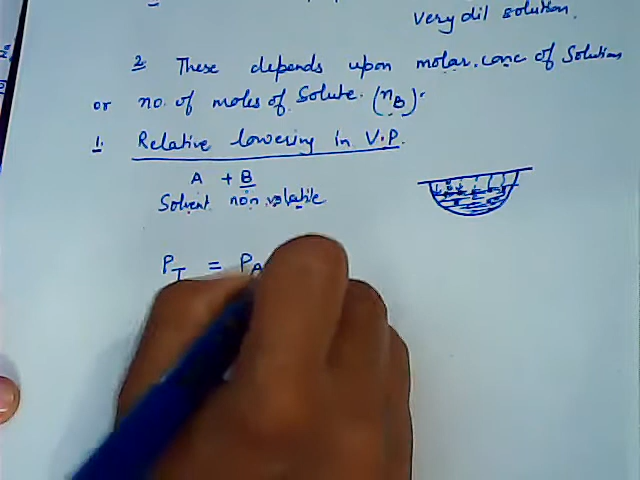 very dil solution.
2. These depends upon molar conc of Solution
or no. of moles of Solute. (nB).
1. Relative lowering in V.P.
A + B
Solvent non volatile
PT = PA